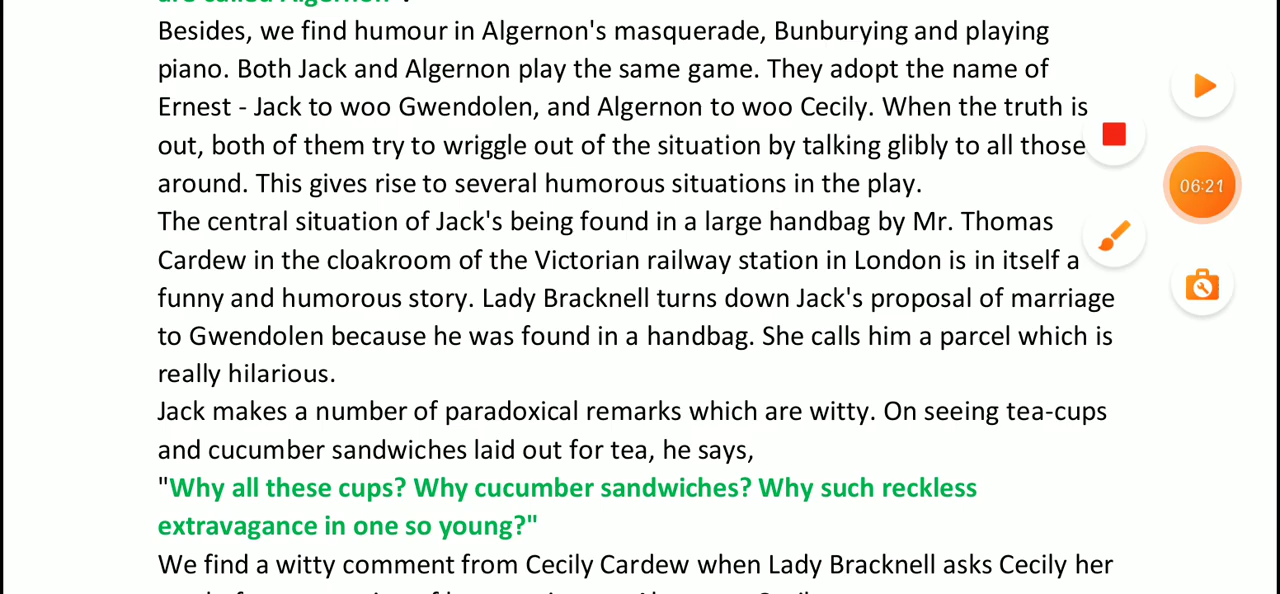 are called Algernon".
Besides, we find humour in Algernon's masquerade, Bunburying and playing
piano. Both Jack and Algernon play the same game. They adopt the name of
Ernest - Jack to woo Gwendolen, and Algernon to woo Cecily. When the truth is
out, both of them try to wriggle out of the situation by talking glibly to all those
around. This gives rise to several humorous situations in the play.
The central situation of Jack's being found in a large handbag by Mr. Thomas
Cardew in the cloakroom of the Victorian railway station in London is in itself a
funny and humorous story. Lady Bracknell turns down Jack's proposal of marriage
to Gwendolen because he was found in a handbag. She calls him a parcel which is
really hilarious.
Jack makes a number of paradoxical remarks which are witty. On seeing tea-cups
and cucumber sandwiches laid out for tea, he says,
"Why all these cups? Why cucumber sandwiches? Why such reckless
extravagance in one so young?"
We find a witty comment from Cecily Cardew when Lady Bracknell asks Cecily her
06:21